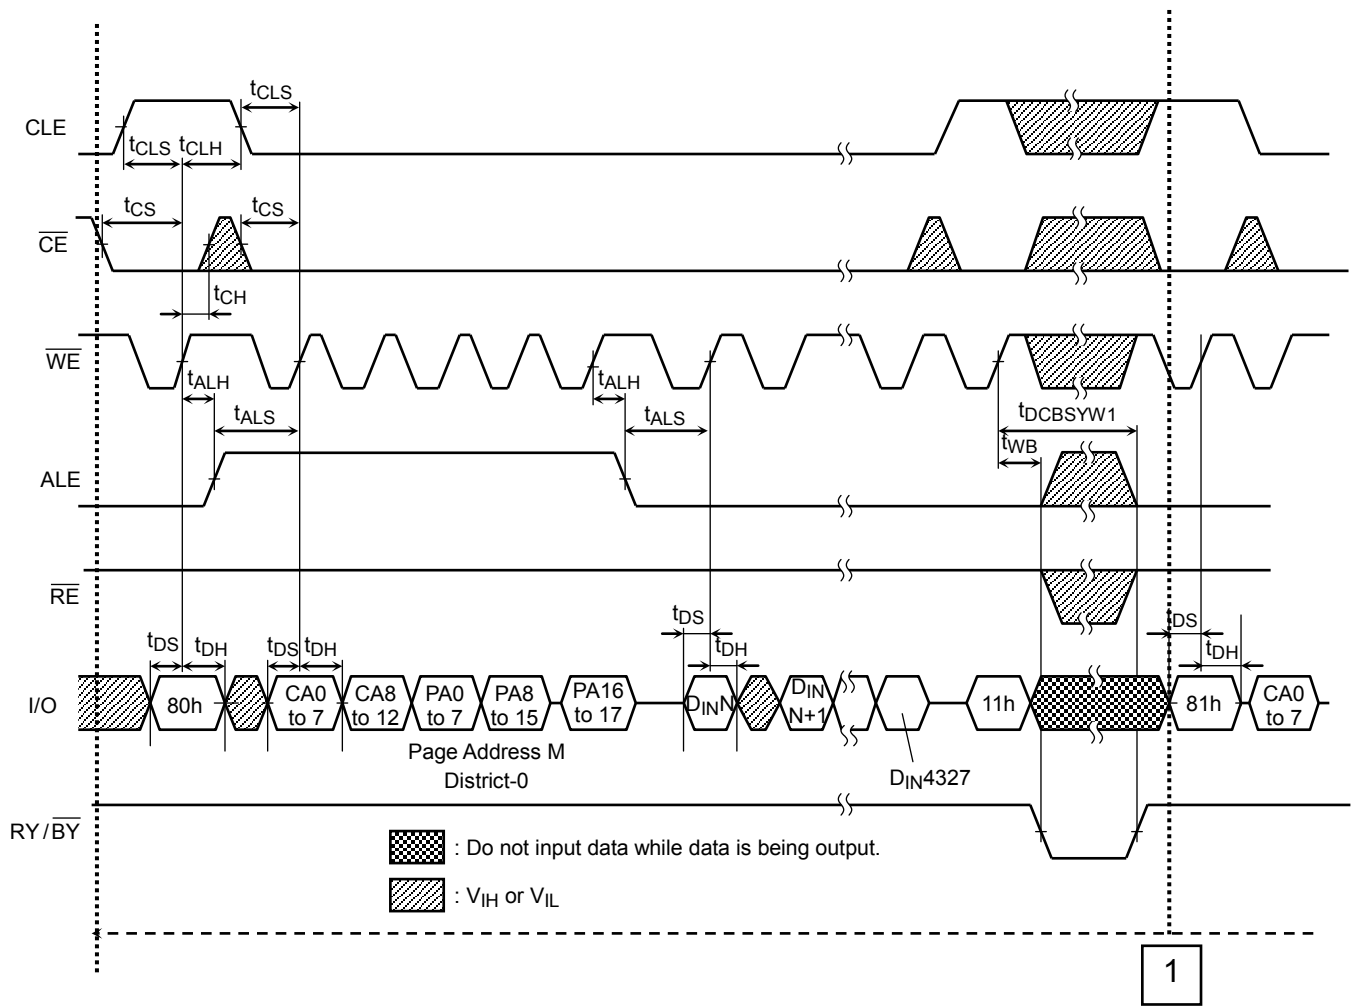 tCLS
CLE
tCLS tCLH
tCS tCS
CE
tCH
WE
tALH tALH
tALS tALS tDCBSYW1
tWB
ALE
RE
tDS tDS
tDS tDH tDS tDH tDH tDH
I/O 80h CA0 to 7 CA8 to 12 PA0 to 7 PA8 to 15 PA16 to 17 DINN DIN N+1 11h 81h CA0 to 7
Page Address M
District-0
DIN4327
RY/BY
: Do not input data while data is being output.
: VIH or VIL
1